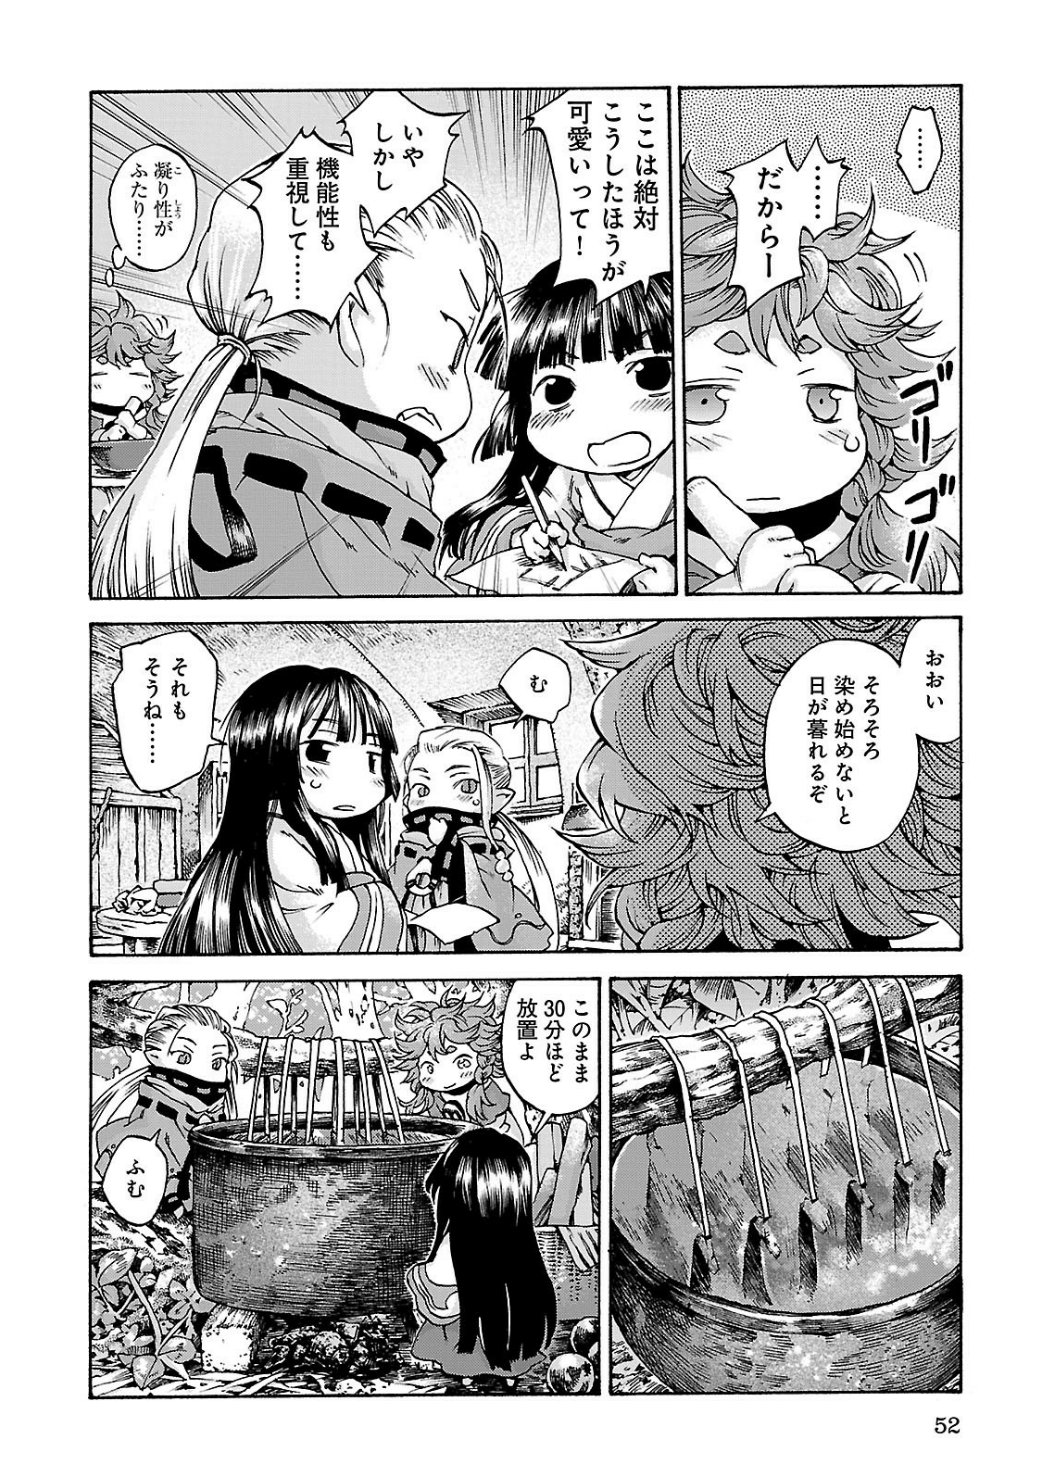 ……
……
だからー
ゴリ
ゴリ
ここは絶対
こうしたほうが
可愛いって！
いや
しかし
機能性も
重視して……
凝り性が
ふたり……
おおい
そろそろ
染め始めないと
日が暮れるぞ
む
それも
そうね……
このまま
30分ほど
放置よ
ふむ
52